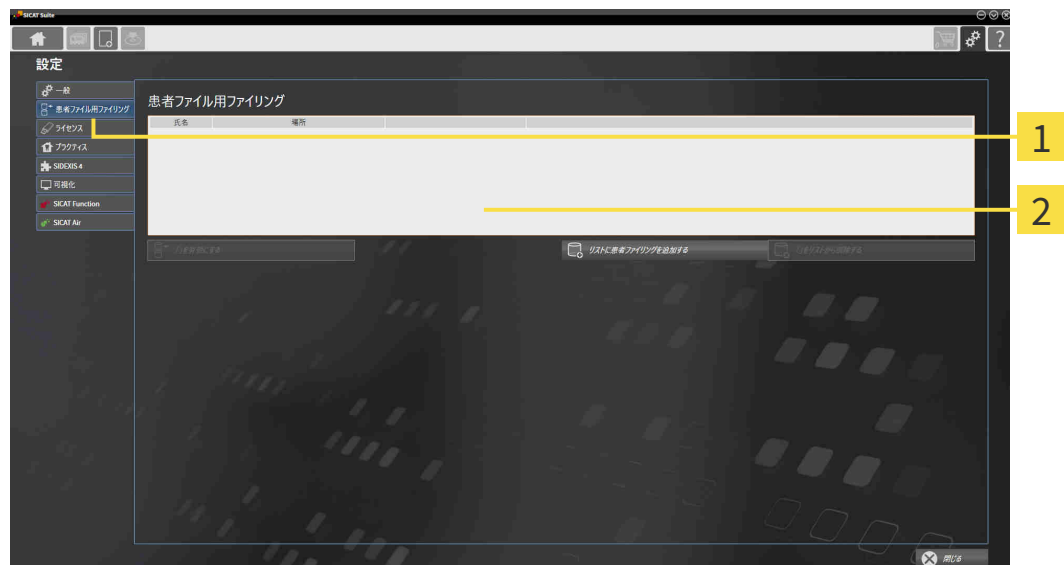 SICAT Suite
?
設定
一般
患者ファイル用ファイリング
ライセンス
プラクティス
SIDEXIS 4
可視化
SICAT Function
SICAT Air
患者ファイル用ファイリング
氏名 場所
リストに患者ファイリングを追加する
閉じる
1
2